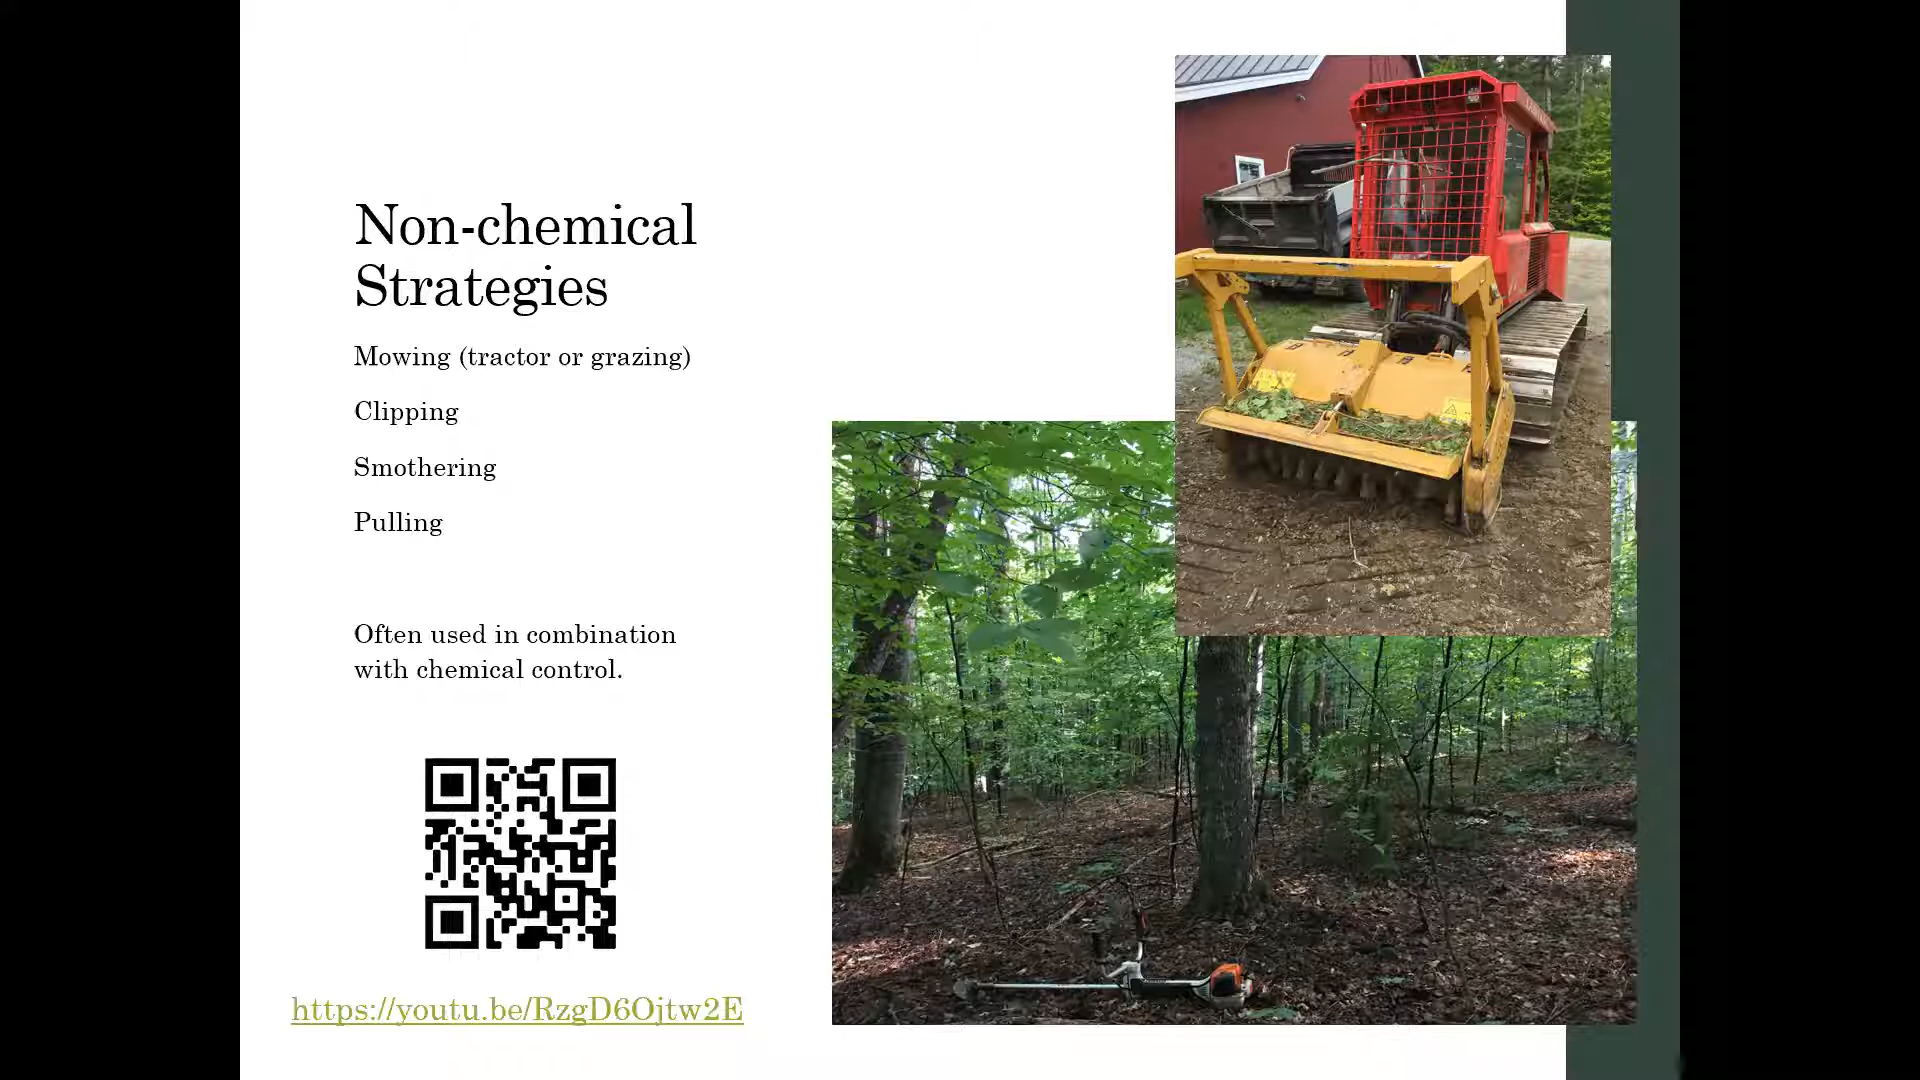 Non-chemical
Strategies
Mowing (tractor or grazing)
Clipping
Smothering
Pulling
Often used in combination
with chemical control.
https://youtu.be/RzgD6Ojtw2E